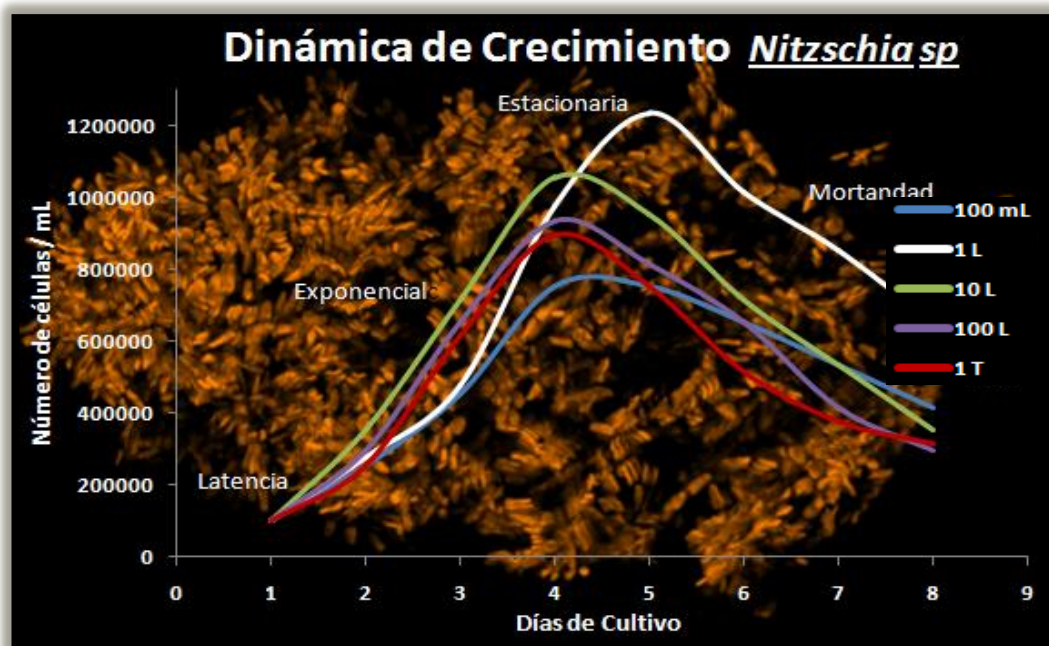 Dinámica de Crecimiento Nitzschia sp
Estacionaria
Mortandad
Exponencial
Latencia
Número de células / mL
1200000
1000000
800000
600000
400000
200000
0
0 1 2 3 4 5 6 7 8 9
Días de Cultivo
100 mL
1 L
10 L
100 L
1 T